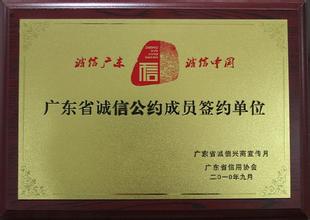 诚信广东 信 诚信中国
广东省诚信公约成员签约单位
广东省诚信兴商宣传月
广东省信用协会
二〇一〇年九月